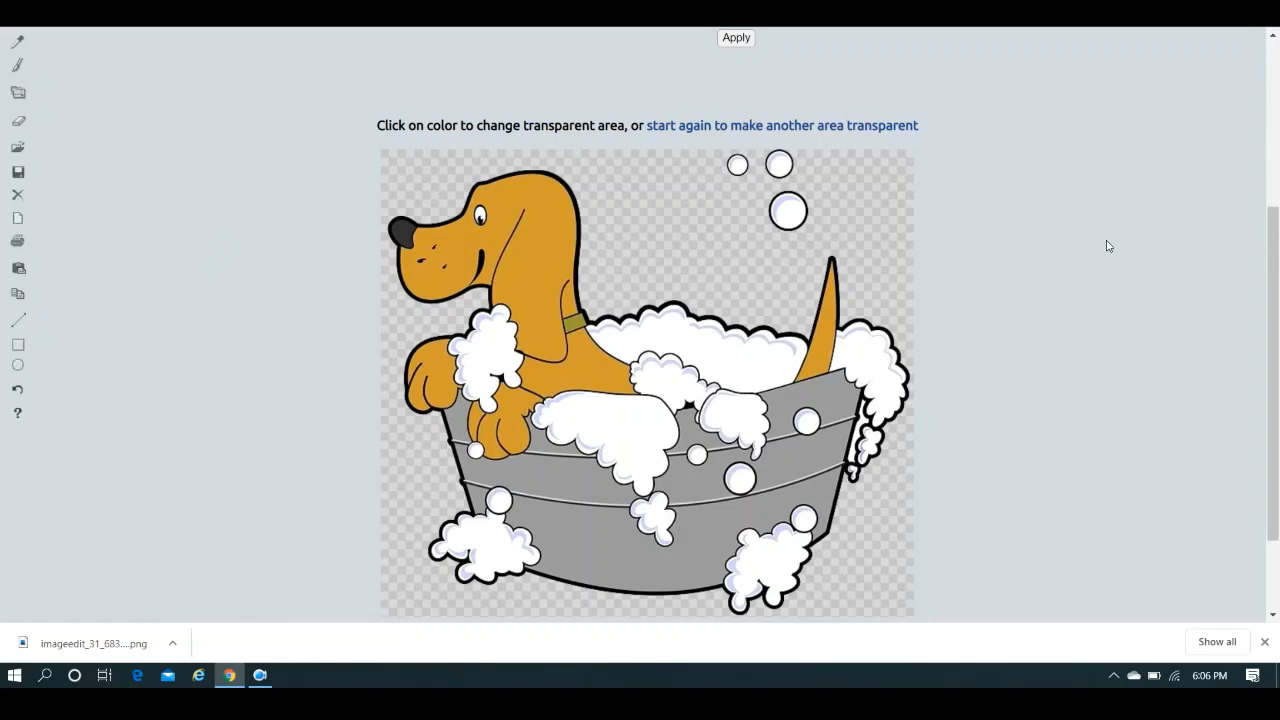 Apply
Click on color to change transparent area, or start again to make another area transparent
imageedit_31_683....png
Show all
6:06 PM